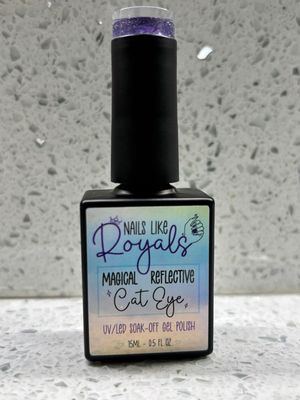 NAILS LIKE
Royals
MAGICAL REFLECTIVE
Cat Eye
UV/LED SOAK-OFF GEL POLISH
15ML - 0.5 FL OZ.